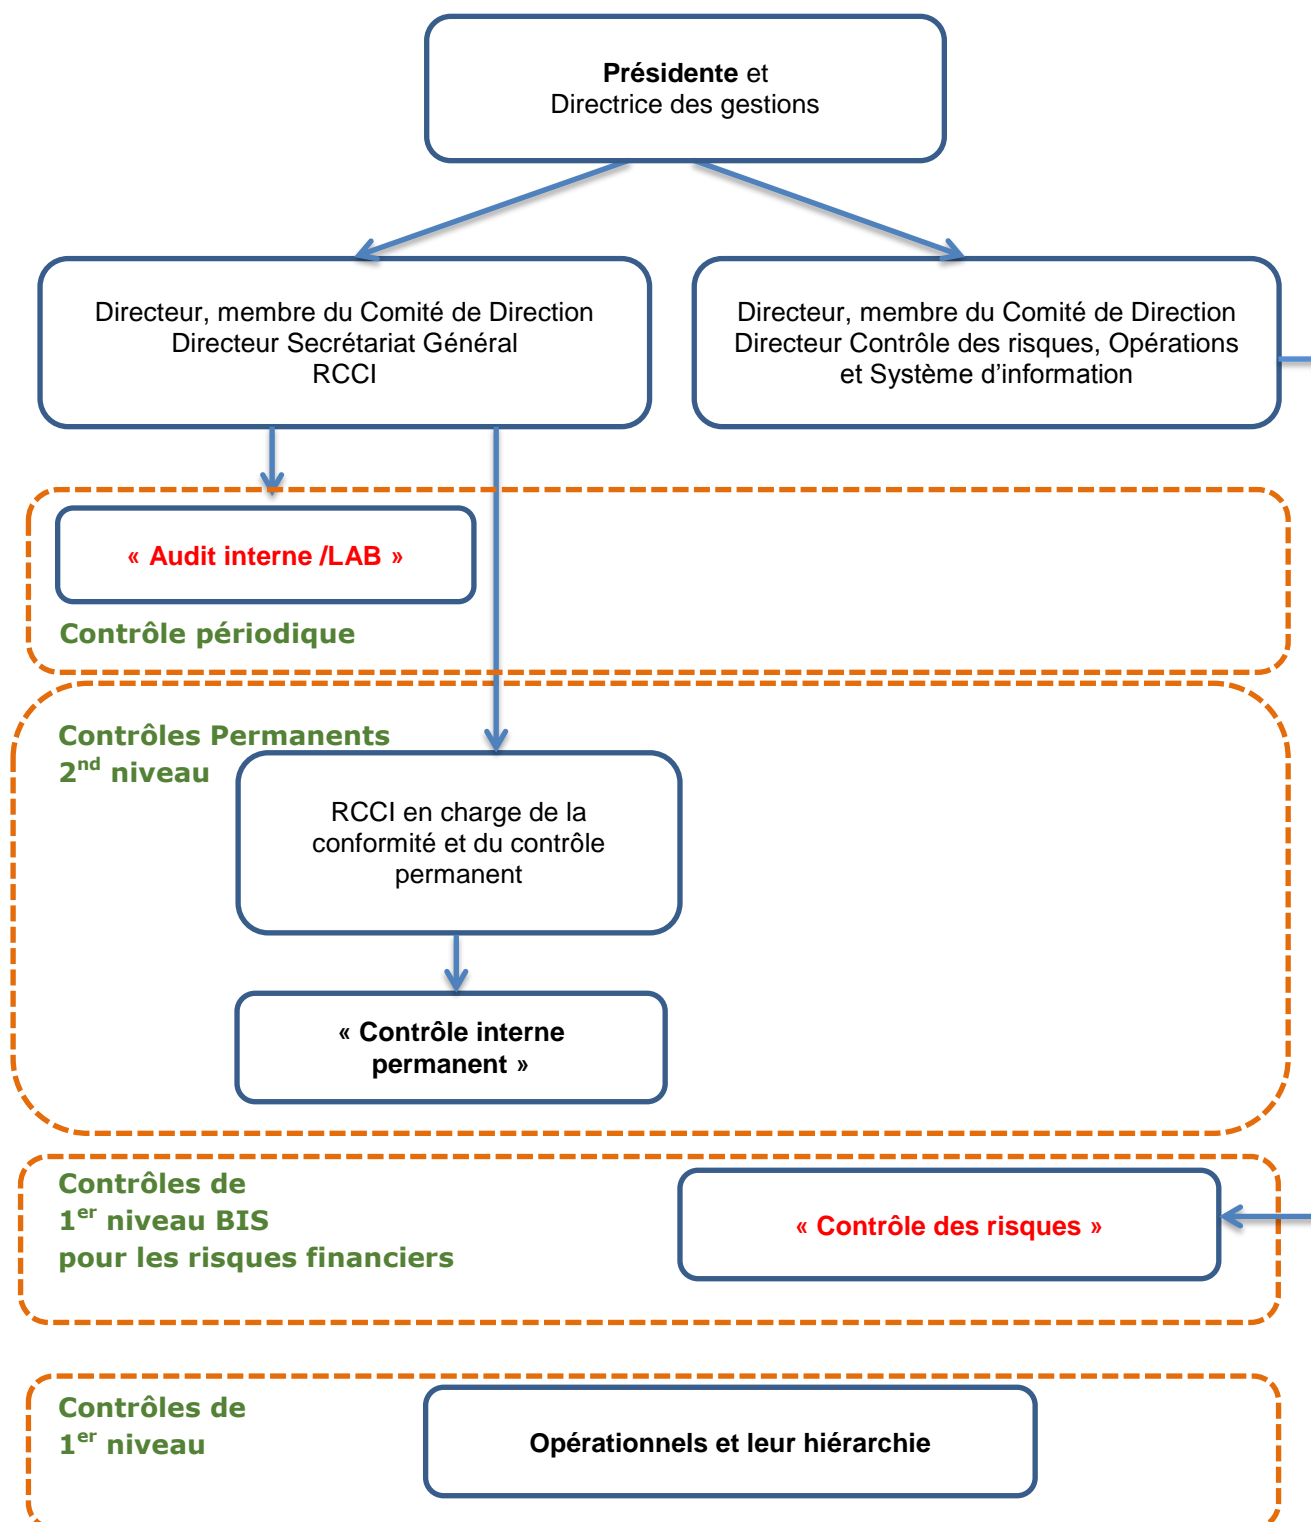 Présidente et
Directrice des gestions
Directeur, membre du Comité de Direction
Directeur Secrétariat Général
RCCI
Directeur, membre du Comité de Direction
Directeur Contrôle des risques, Opérations
et Système d’information
« Audit interne /LAB »
Contrôle périodique
Contrôles Permanents
2nd niveau
RCCI en charge de la
conformité et du contrôle
permanent
« Contrôle interne
permanent »
Contrôles de
1er niveau BIS
pour les risques financiers
« Contrôle des risques »
Contrôles de
1er niveau
Opérationnels et leur hiérarchie